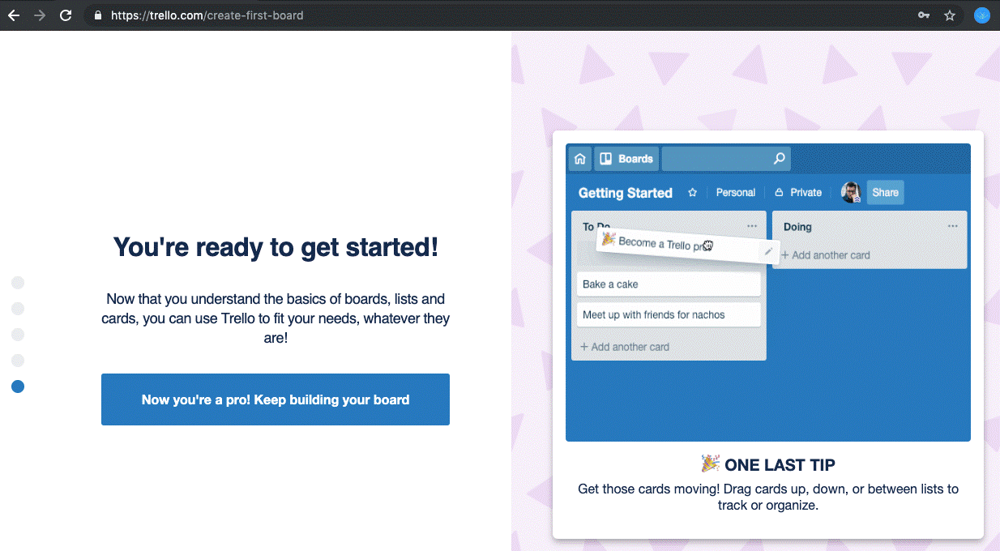 https://trello.com/create-first-board
You're ready to get started!
Now that you understand the basics of boards, lists and
cards, you can use Trello to fit your needs, whatever they
are!
Now you're a pro! Keep building your board
Boards
Getting Started
Personal
Private
Share
To Do
Become a Trello pro
Bake a cake
Meet up with friends for nachos
+ Add another card
Doing
+ Add another card
🎉 ONE LAST TIP
Get those cards moving! Drag cards up, down, or between lists to
track or organize.